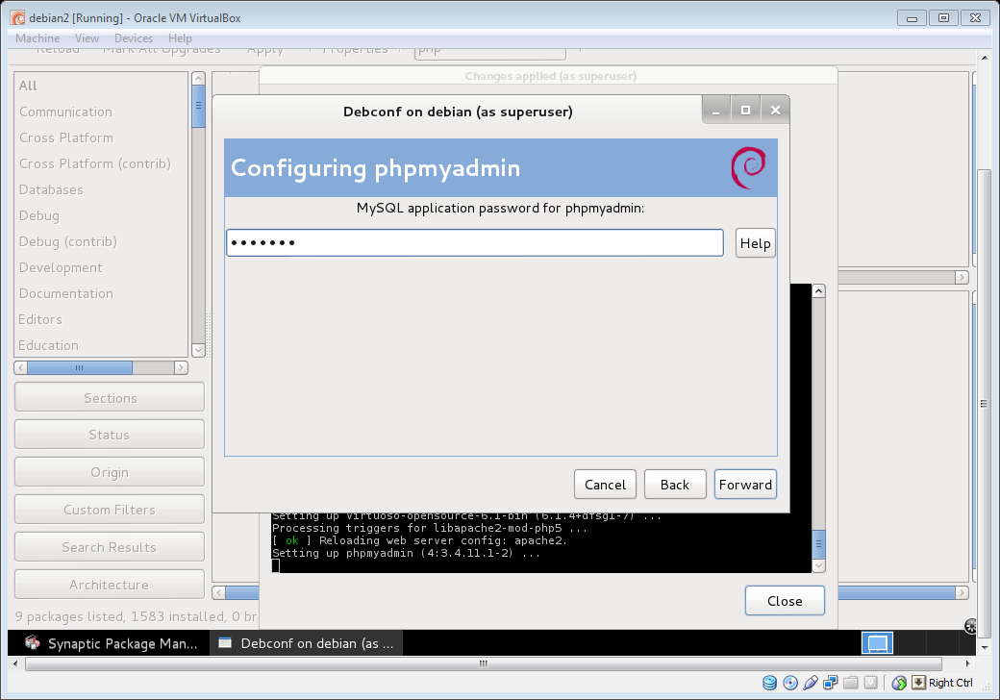 debian2 [Running] - Oracle VM VirtualBox
Machine View Devices Help
Reload Mark All Upgrades Apply Properties php
Changes applied (as superuser)
All
Communication
Cross Platform
Cross Platform (contrib)
Databases
Debug
Debug (contrib)
Development
Documentation
Editors
Education
Sections
Status
Origin
Custom Filters
Search Results
Architecture
9 packages listed, 1583 installed, 0 br
Debconf on debian (as superuser)
Configuring phpmyadmin
MySQL application password for phpmyadmin:
Help
Cancel Back Forward
Setting up virtuoso-opensource-6.1-bin (6.1.4+dfsg1-7) ...
Processing triggers for libapache2-mod-php5 ...
[ ok ] Reloading web server config: apache2.
Setting up phpmyadmin (4:3.4.11.1-2) ...
Close
Synaptic Package Man... Debconf on debian (as ...
Right Ctrl